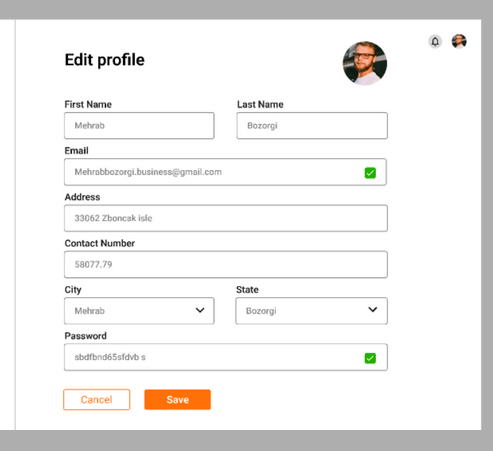 Edit profile
First Name Last Name
Mehrab Bozorgi
Email
Mehrabbozorgi.business@gmail.com
Address
33062 Zboncak isle
Contact Number
58077.79
City State
Mehrab Bozorgi
Password
sbdfbnd65sfdvb s
Cancel Save